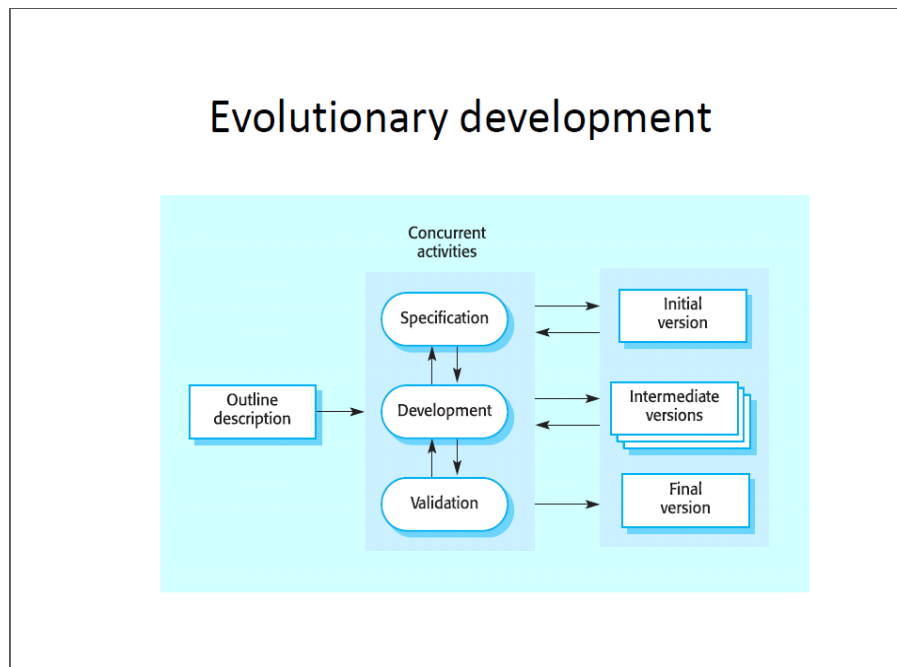 Evolutionary development
Concurrent
activities
Specification
Initial
version
Outline
description
Development
Intermediate
versions
Validation
Final
version